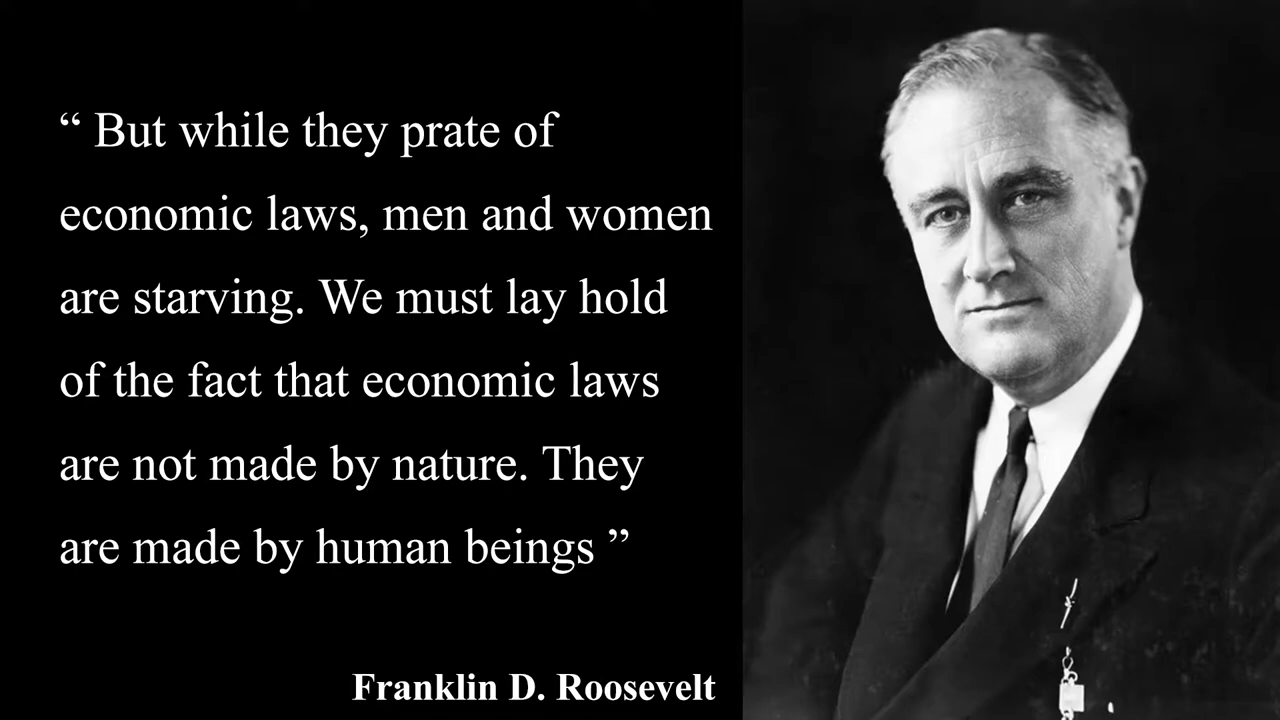 “ But while they prate of
economic laws, men and women
are starving. We must lay hold
of the fact that economic laws
are not made by nature. They
are made by human beings ”
Franklin D. Roosevelt